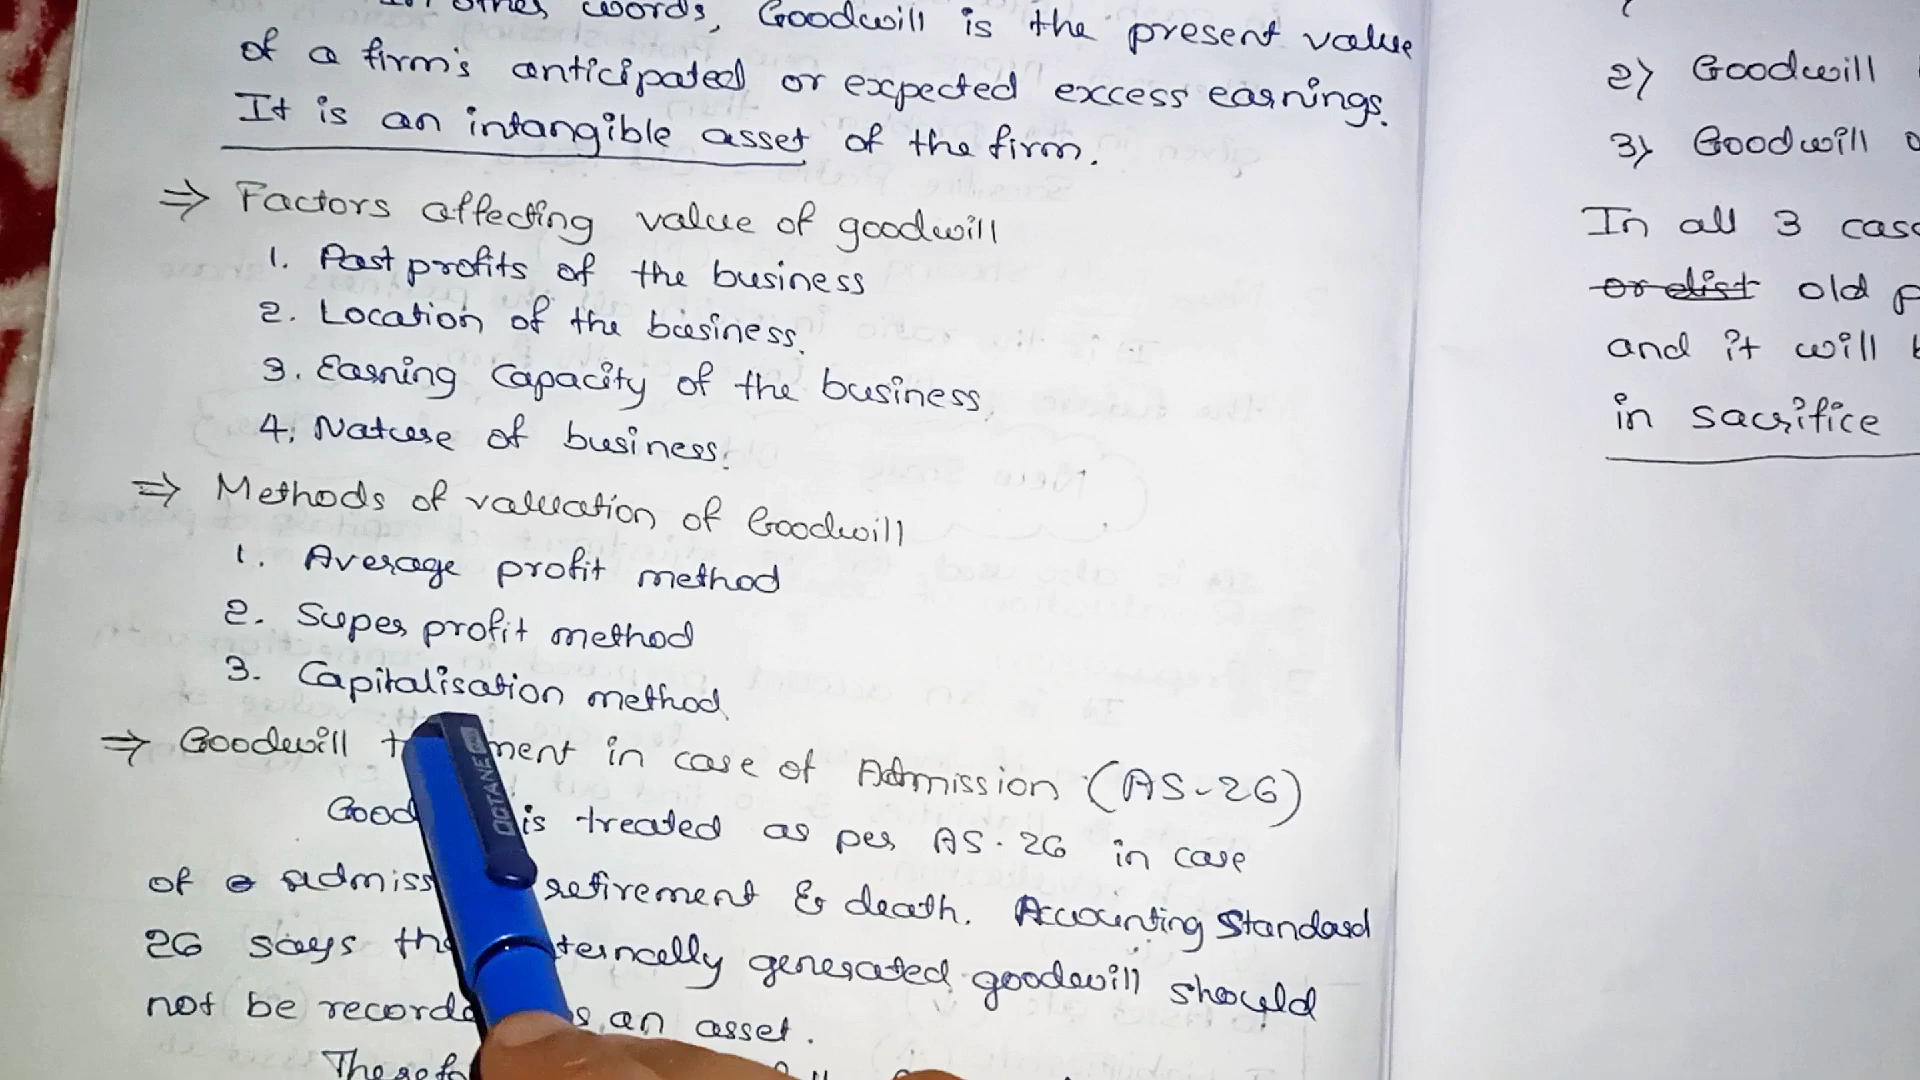 other words, Goodwill is the present value
of a firm's anticipated or expected excess earnings.
It is an intangible asset of the firm.
⇒ Factors affecting value of goodwill
1. Past profits of the business
2. Location of the business.
3. Earning capacity of the business.
4. Nature of business.
⇒ Methods of valuation of Goodwill
1. Average profit method
2. Super profit method
3. Capitalisation method
⇒ Goodwill ment in case of Admission (AS-26)
Good is treated as per AS. 26 in case
of admiss retirement & death. Accounting Standard
26 says ternally generated goodwill should
not be record an asset.
OCTANE
2) Goodwill
3) Goodwill
In all 3
or dist old
and it will
in sacrifice